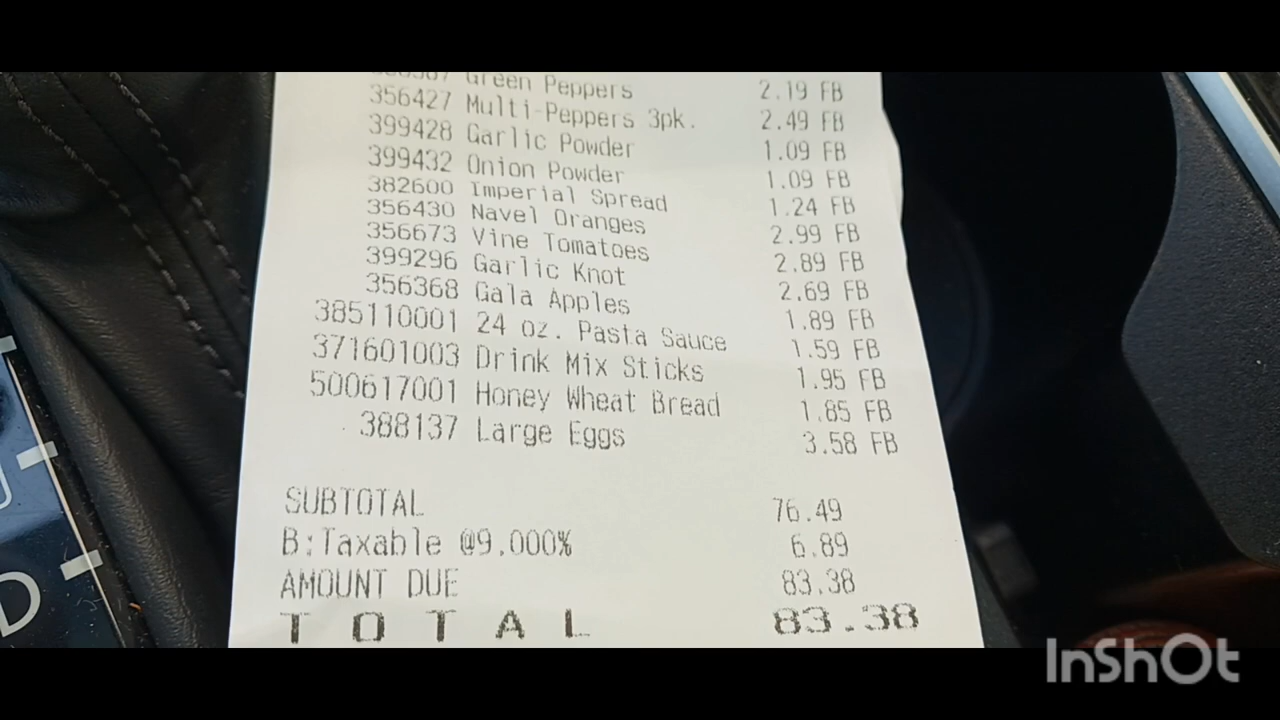 Green Peppers 2.19 FB
356427 Multi-Peppers 3pk. 2.49 FB
399428 Garlic Powder 1.09 FB
399432 Onion Powder 1.09 FB
382600 Imperial Spread 1.24 FB
356430 Navel Oranges 2.99 FB
356673 Vine Tomatoes 2.89 FB
399296 Garlic Knot 2.69 FB
356368 Gala Apples 1.89 FB
385110001 24 oz. Pasta Sauce 1.59 FB
371601003 Drink Mix Sticks 1.95 FB
500617001 Honey Wheat Bread 1.85 FB
388137 Large Eggs 3.58 FB
SUBTOTAL 76.49
B:Taxable @9.000% 6.89
AMOUNT DUE 83.38
TOTAL 83.38
D
InShOt